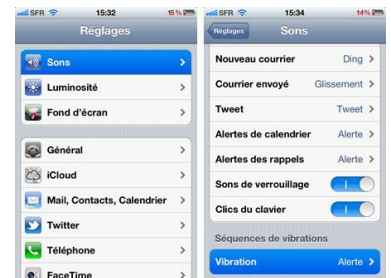 SFR 15:32 15 %
Réglages
Sons
Luminosité
Fond d'écran
Général
iCloud
Mail, Contacts, Calendrier
Twitter
Téléphone
FaceTime
SFR 15:34 14 %
Réglages Sons
Nouveau courrier Ding
Courrier envoyé Glissement
Tweet Tweet
Alertes de calendrier Alerte
Alertes des rappels Alerte
Sons de verrouillage
Clics du clavier
Séquences de vibrations
Vibration Alerte